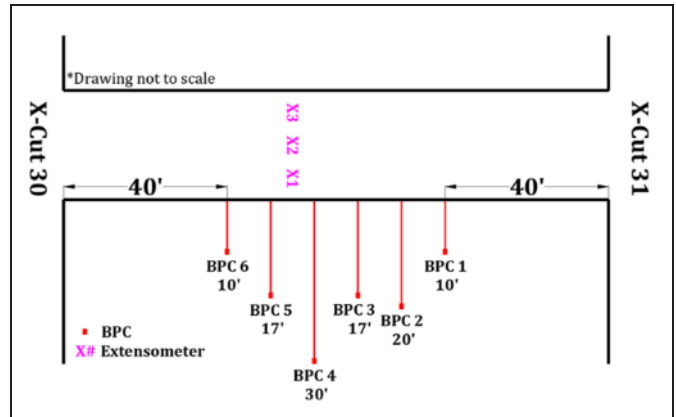 *Drawing not to scale
X-Cut 30
X3 X2 X1
X-Cut 31
40'
40'
BPC 6
10'
BPC 5
17'
BPC 4
30'
BPC 3
17'
BPC 2
20'
BPC 1
10'
BPC
X# Extensometer